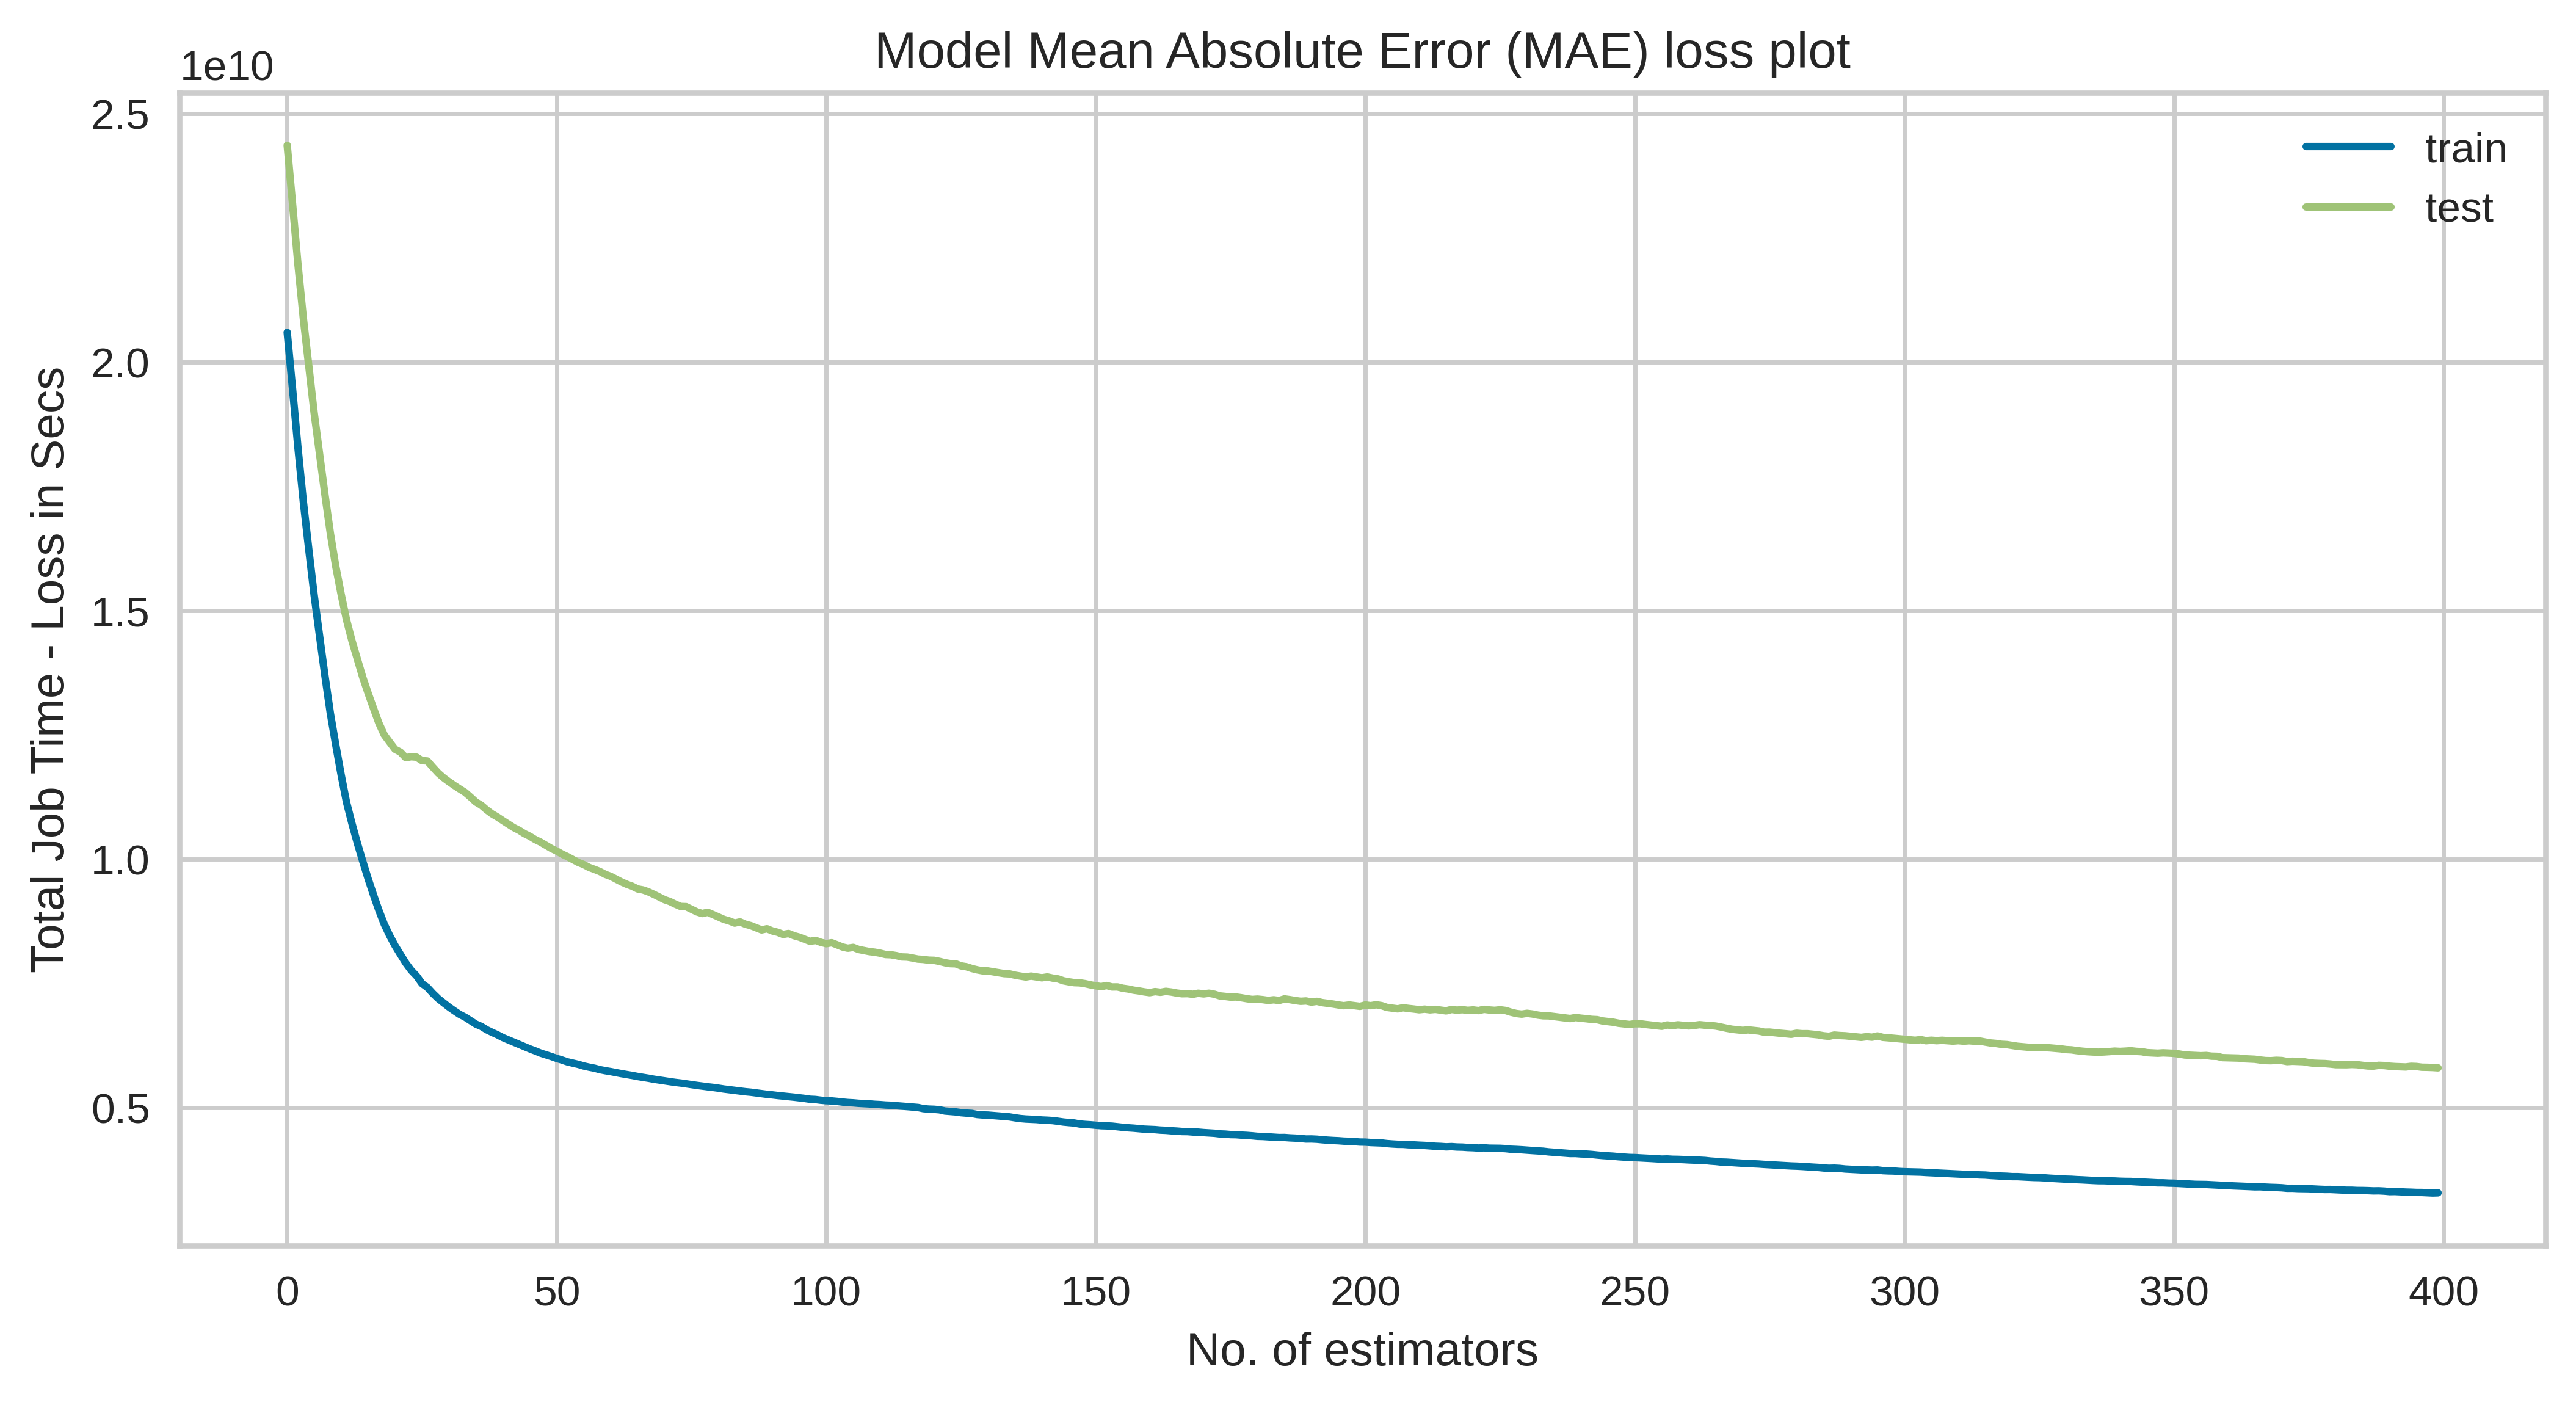 Model Mean Absolute Error (MAE) loss plot
1e10
2.5
2.0
1.5
1.0
0.5
Total Job Time - Loss in Secs
train
test
0 50 100 150 200 250 300 350 400
No. of estimators